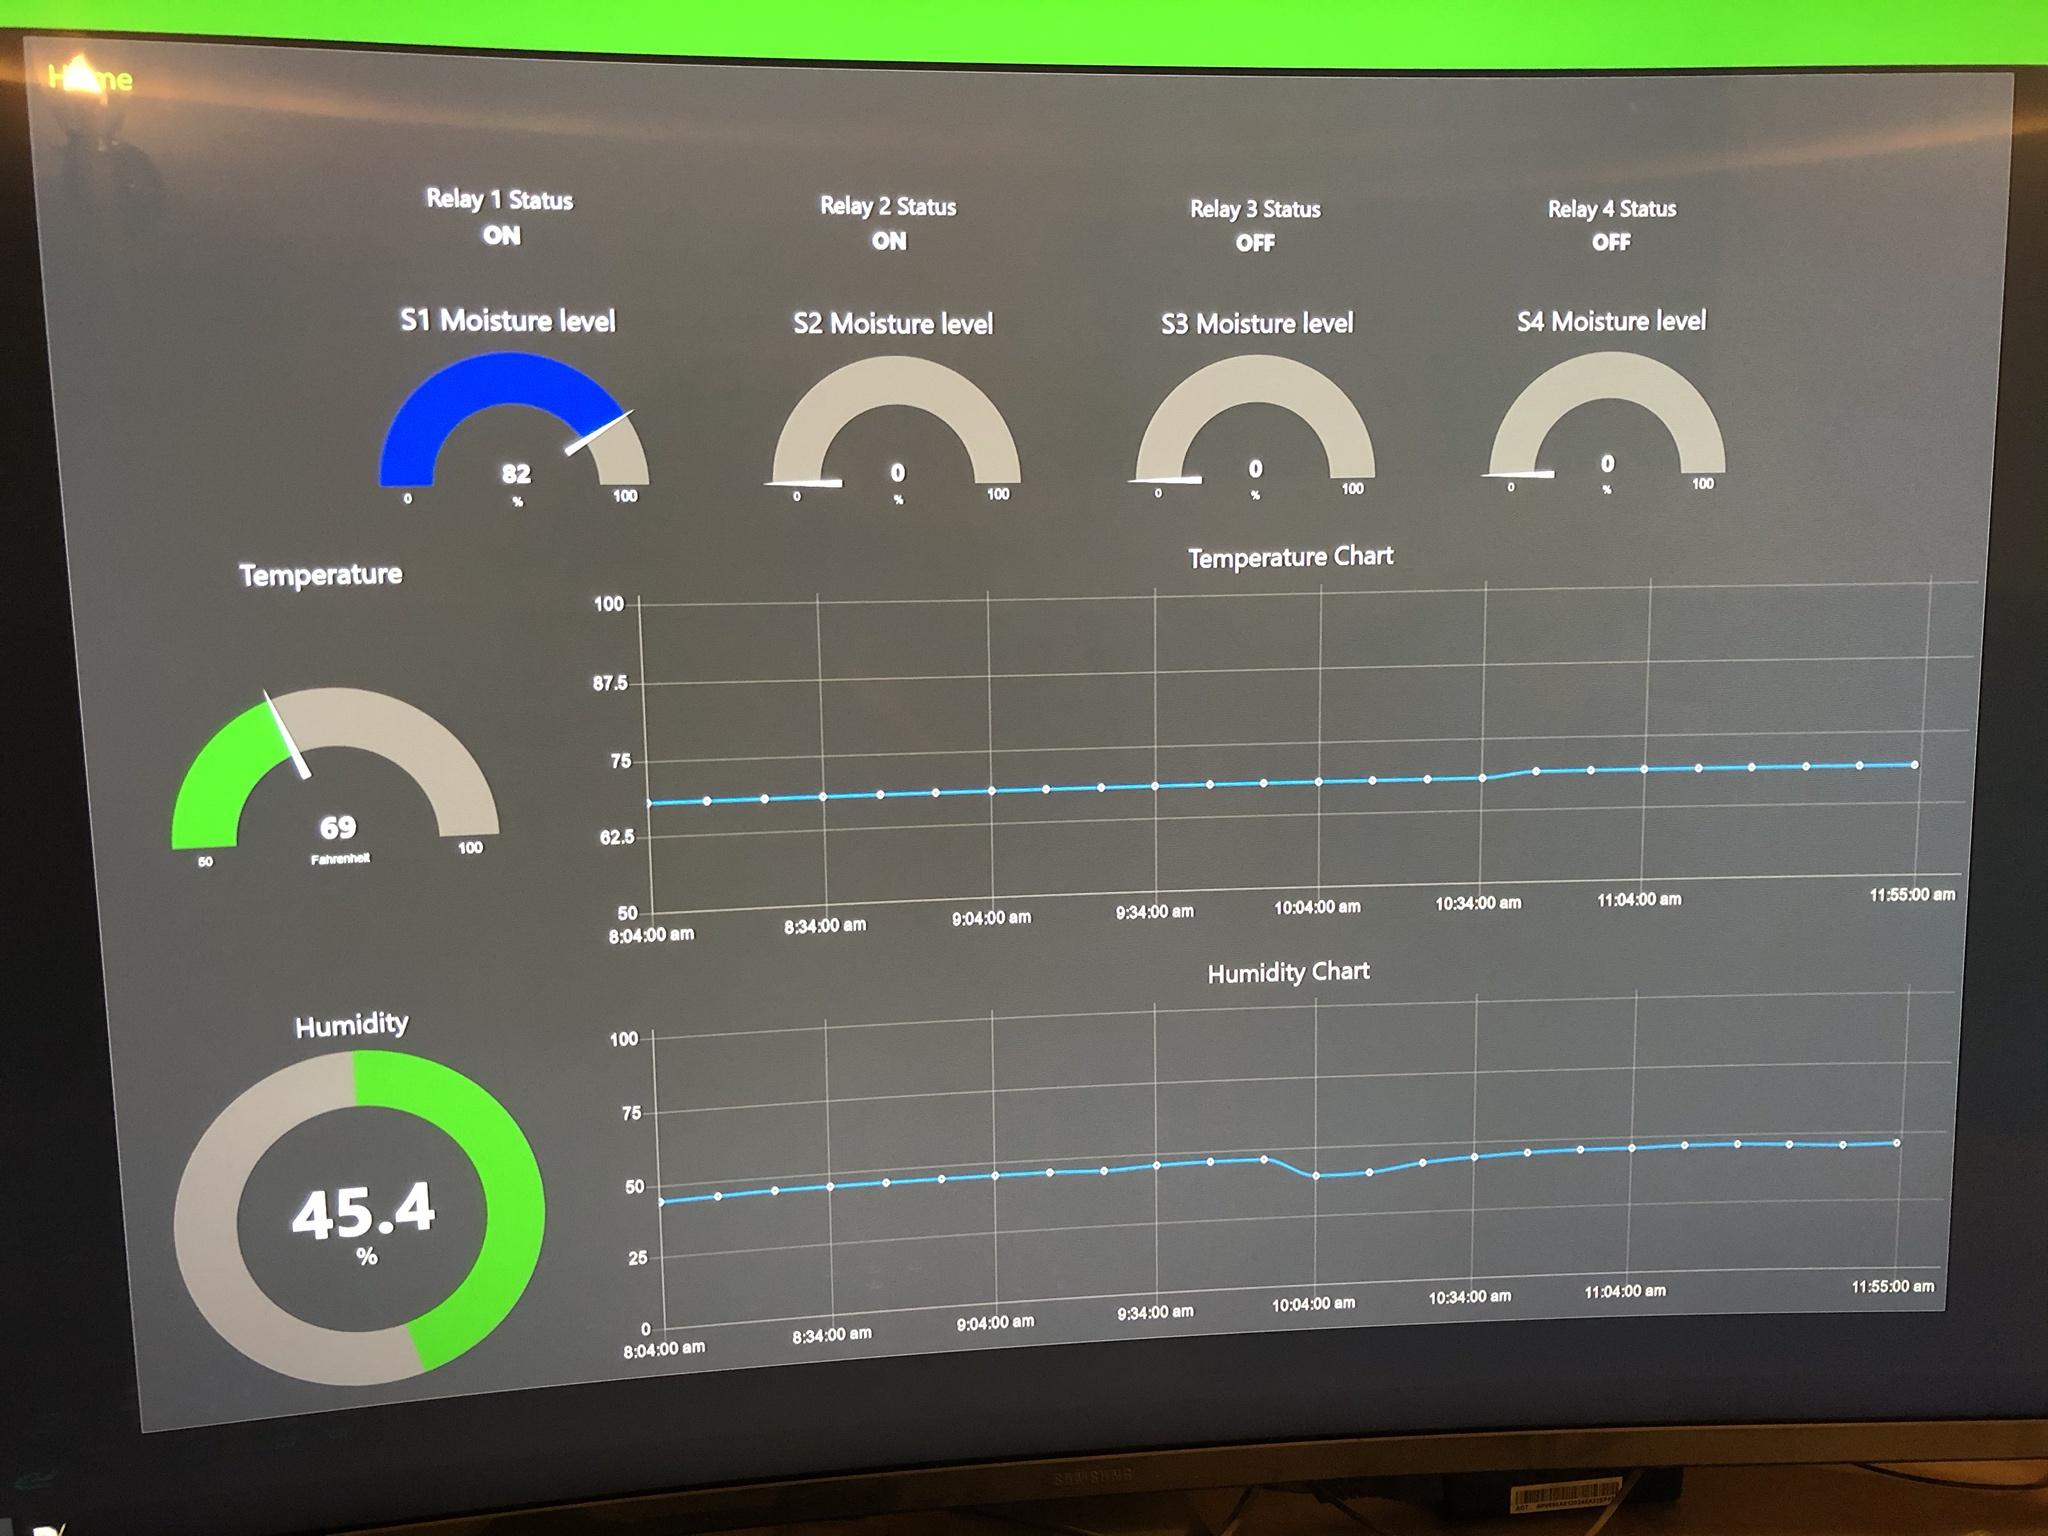 Home
Relay 1 Status
ON
Relay 2 Status
ON
Relay 3 Status
OFF
Relay 4 Status
OFF
S1 Moisture level
82
%
0
100
S2 Moisture level
0
%
0
100
S3 Moisture level
0
%
0
100
S4 Moisture level
0
%
0
100
Temperature
69
Fahrenheit
50
100
Temperature Chart
100
87.5
75
62.5
50
8:04:00 am
8:34:00 am
9:04:00 am
9:34:00 am
10:04:00 am
10:34:00 am
11:04:00 am
11:55:00 am
Humidity
45.4
%
Humidity Chart
100
75
50
25
0
8:04:00 am
8:34:00 am
9:04:00 am
9:34:00 am
10:04:00 am
10:34:00 am
11:04:00 am
11:55:00 am
SAMSUNG